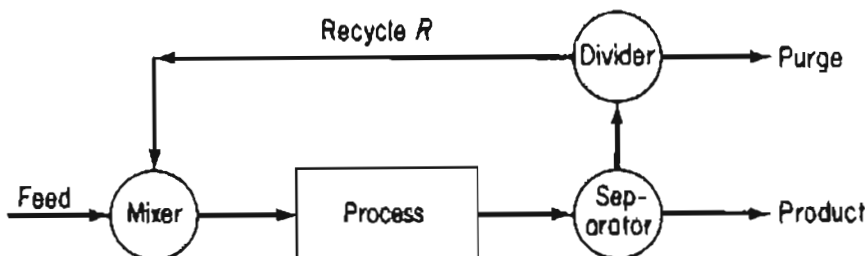 Recycle R
Divider
Purge
Feed
Mixer
Process
Sep-
arator
Product